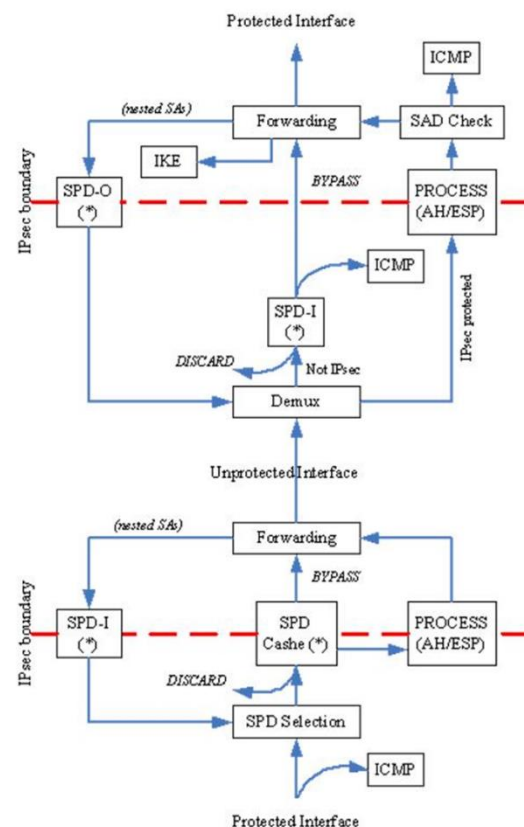 Protected Interface
ICMP
(nested SAs)
Forwarding
SAD Check
IKE
IPsec boundary
SPD-O
(*)
BYPASS
PROCESS
(AH/ESP)
ICMP
SPD-I
(*)
IPsec protected
DISCARD
Not IPsec
Demux
Unprotected Interface
(nested SAs)
Forwarding
BYPASS
IPsec boundary
SPD-I
(*)
SPD
Cashe (*)
PROCESS
(AH/ESP)
DISCARD
SPD Selection
ICMP
Protected Interface